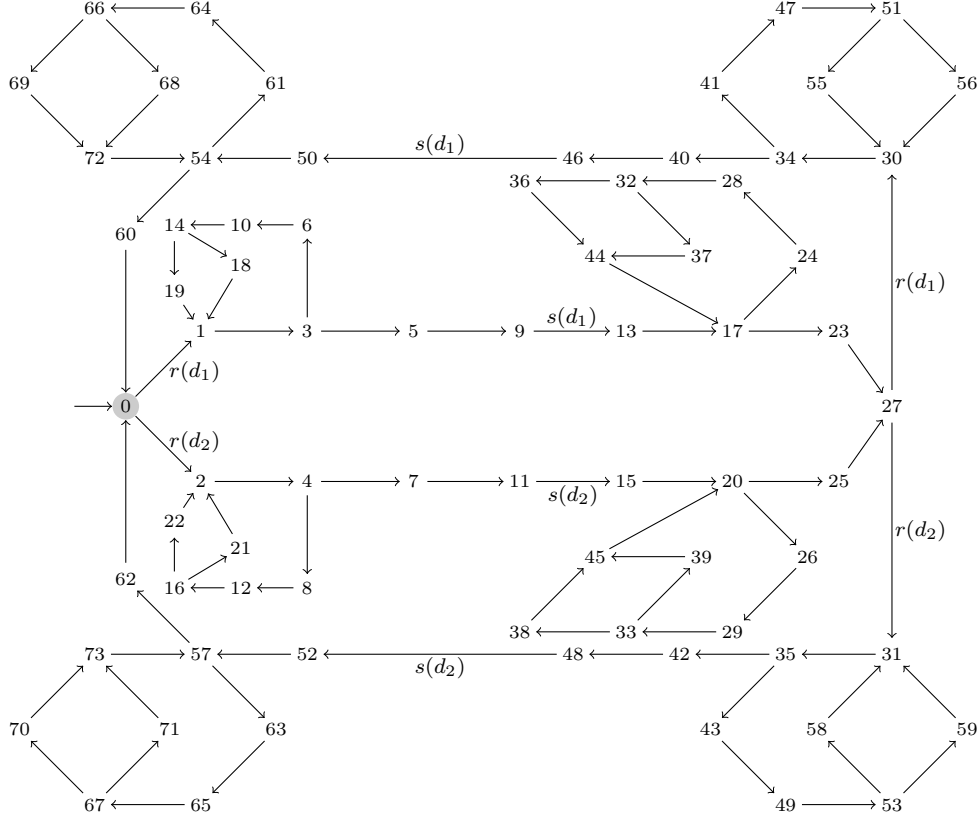 66 64 47 51
69 68 61 41 55 56
72 54 50 s(d₁) 46 40 34 30
36 32 28
60 14 10 6
18 44 37 24
19 r(d₁)
1 3 5 9 s(d₁) 13 17 23
r(d₁)
0 27
r(d₂)
2 4 7 11 s(d₂) 15 20 25
22 r(d₂)
21 45 39 26
62 16 12 8
38 33 29
73 57 52 s(d₂) 48 42 35 31
70 71 63 43 58 59
67 65 49 53